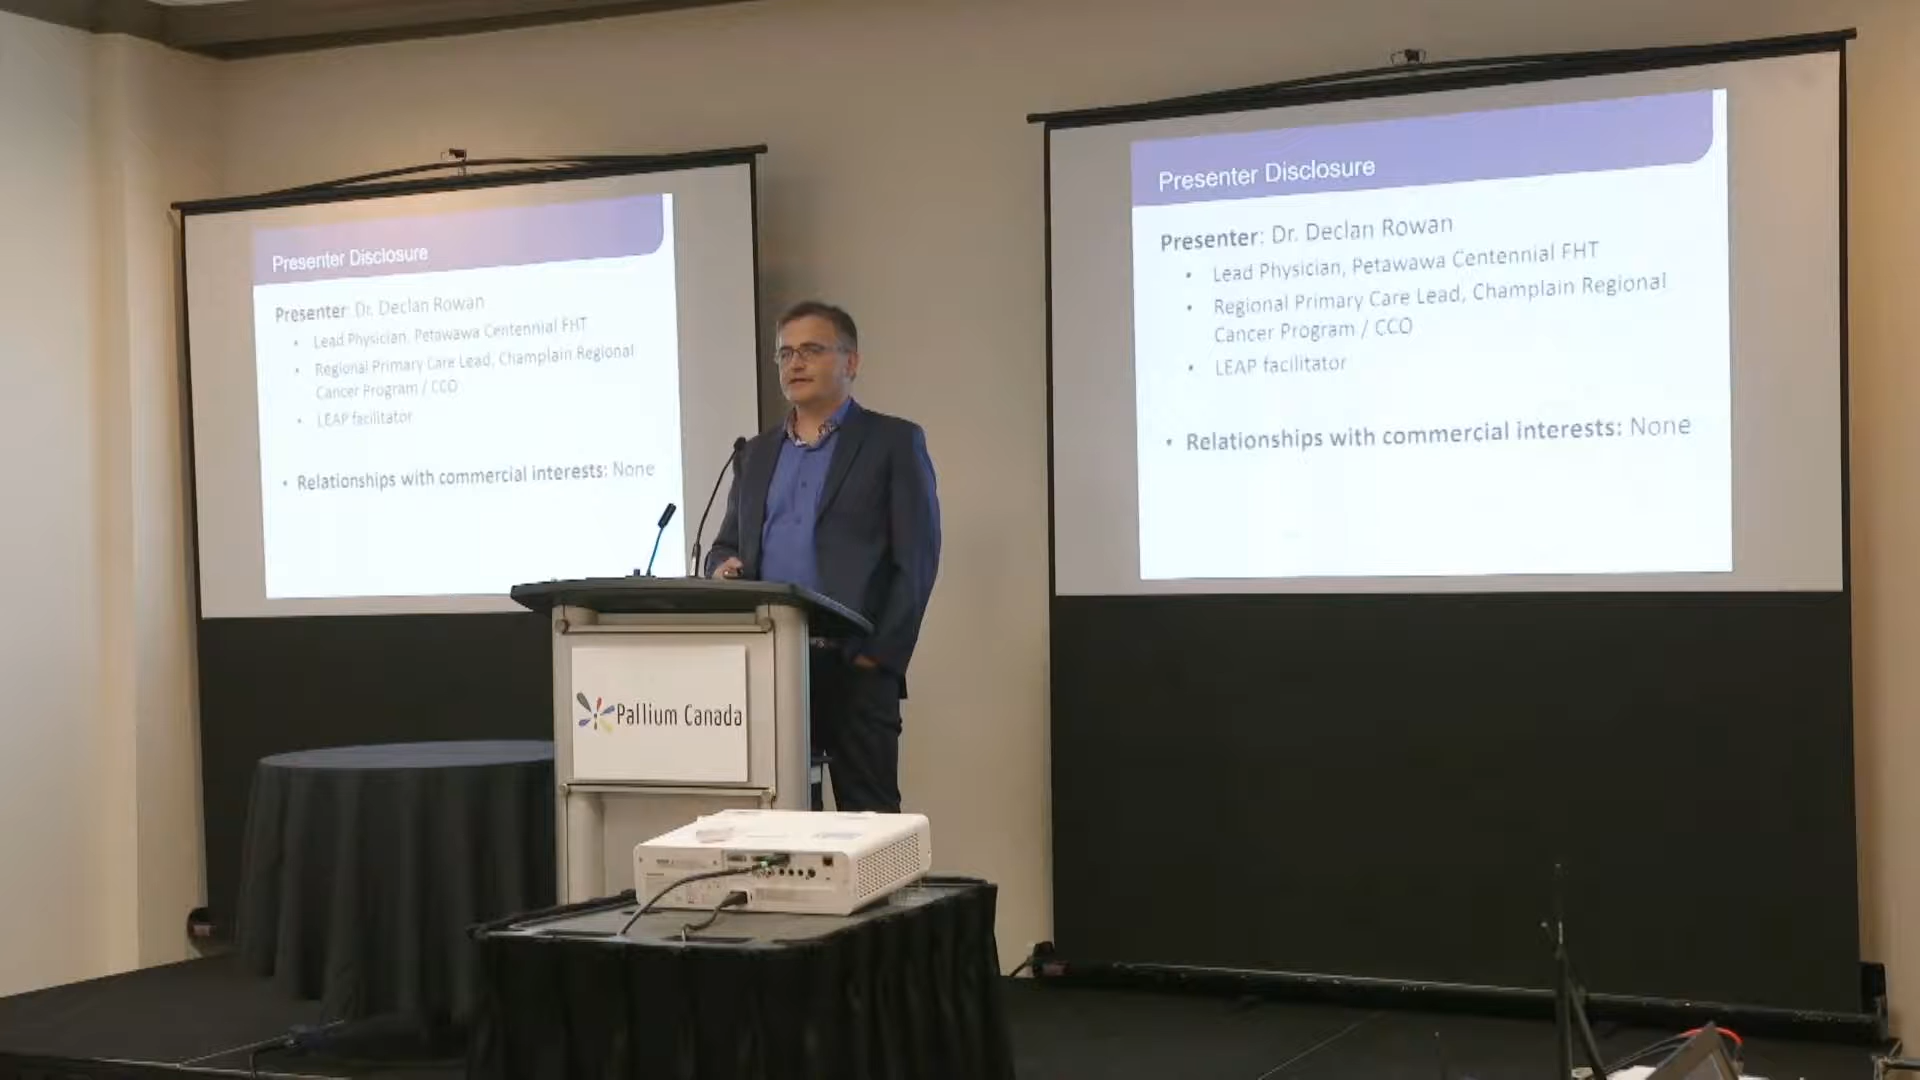 Presenter Disclosure
Presenter: Dr. Declan Rowan
• Lead Physician, Petawawa Centennial FHT
• Regional Primary Care Lead, Champlain Regional
Cancer Program / CCO
• LEAP facilitator
• Relationships with commercial interests: None
Presenter Disclosure
Presenter: Dr. Declan Rowan
• Lead Physician, Petawawa Centennial FHT
• Regional Primary Care Lead, Champlain Regional
Cancer Program / CCO
• LEAP facilitator
• Relationships with commercial interests: None
Pallium Canada